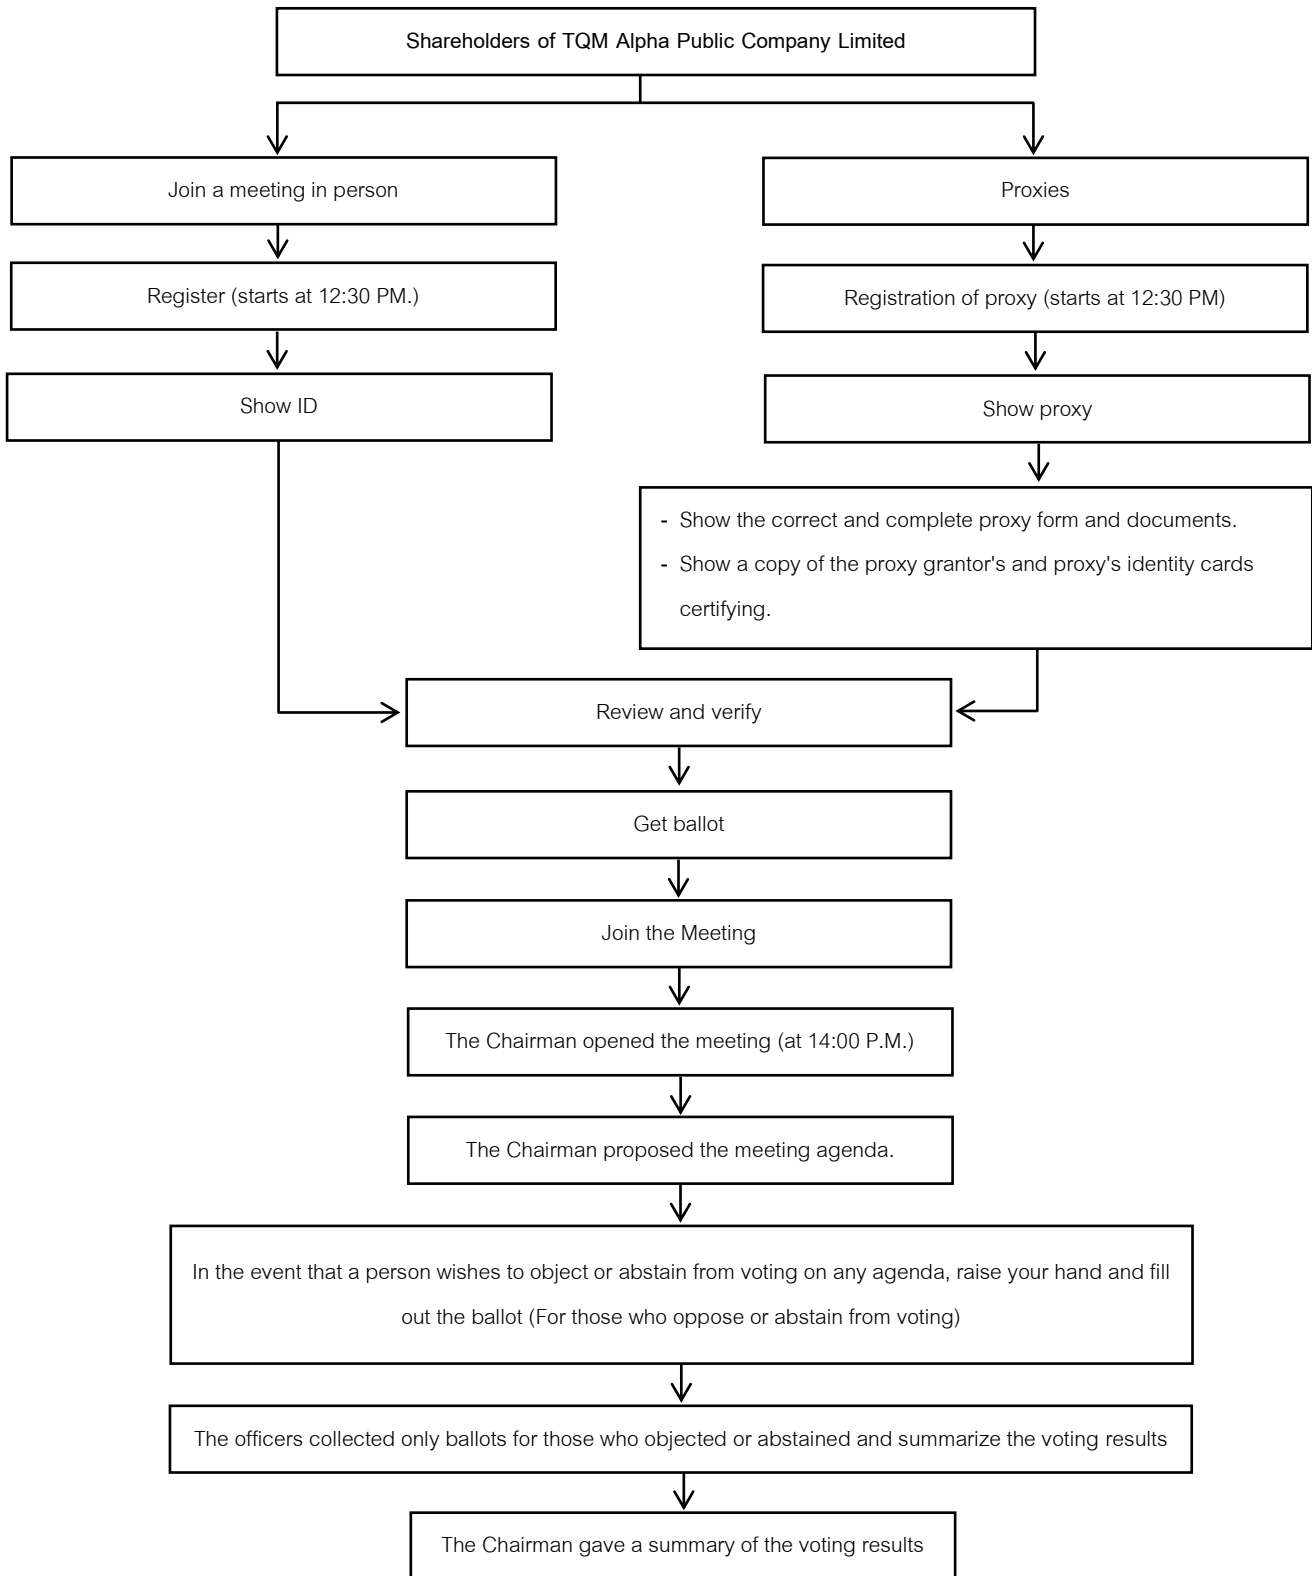 Shareholders of TQM Alpha Public Company Limited
Join a meeting in person
Proxies
Register (starts at 12:30 PM.)
Registration of proxy (starts at 12:30 PM)
Show ID
Show proxy
- Show the correct and complete proxy form and documents.
- Show a copy of the proxy grantor's and proxy's identity cards
certifying.
Review and verify
Get ballot
Join the Meeting
The Chairman opened the meeting (at 14:00 P.M.)
The Chairman proposed the meeting agenda.
In the event that a person wishes to object or abstain from voting on any agenda, raise your hand and fill
out the ballot (For those who oppose or abstain from voting)
The officers collected only ballots for those who objected or abstained and summarize the voting results
The Chairman gave a summary of the voting results